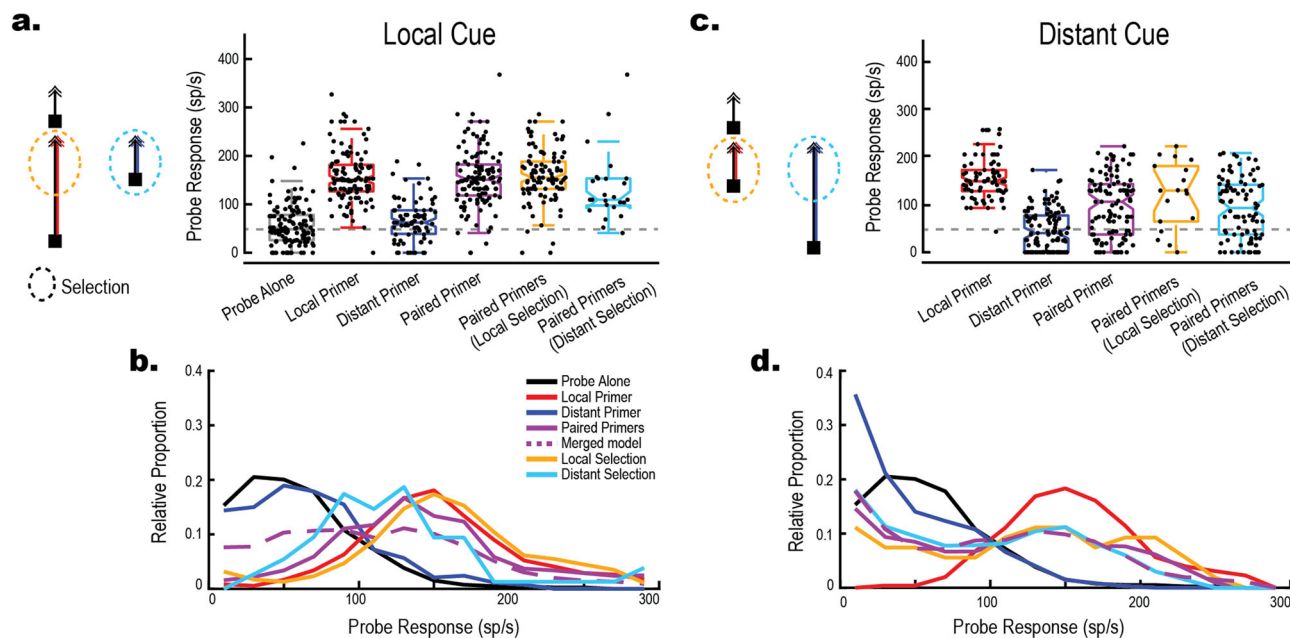 a.
Local Cue
Probe Response (sp/s)
400
300
200
100
0
Selection
Probe Alone
Local Primer
Distant Primer
Paired Primer
Paired Primers
(Local Selection)
Paired Primers
(Distant Selection)
c.
Distant Cue
Probe Response (sp/s)
400
300
200
100
0
Local Primer
Distant Primer
Paired Primer
Paired Primers
(Local Selection)
Paired Primers
(Distant Selection)
b.
Relative Proportion
0.4
0.3
0.2
0.1
0
Probe Alone
Local Primer
Distant Primer
Paired Primers
Merged model
Local Selection
Distant Selection
100
200
300
Probe Response (sp/s)
d.
Relative Proportion
0.4
0.3
0.2
0.1
0
0
100
200
300
Probe Response (sp/s)